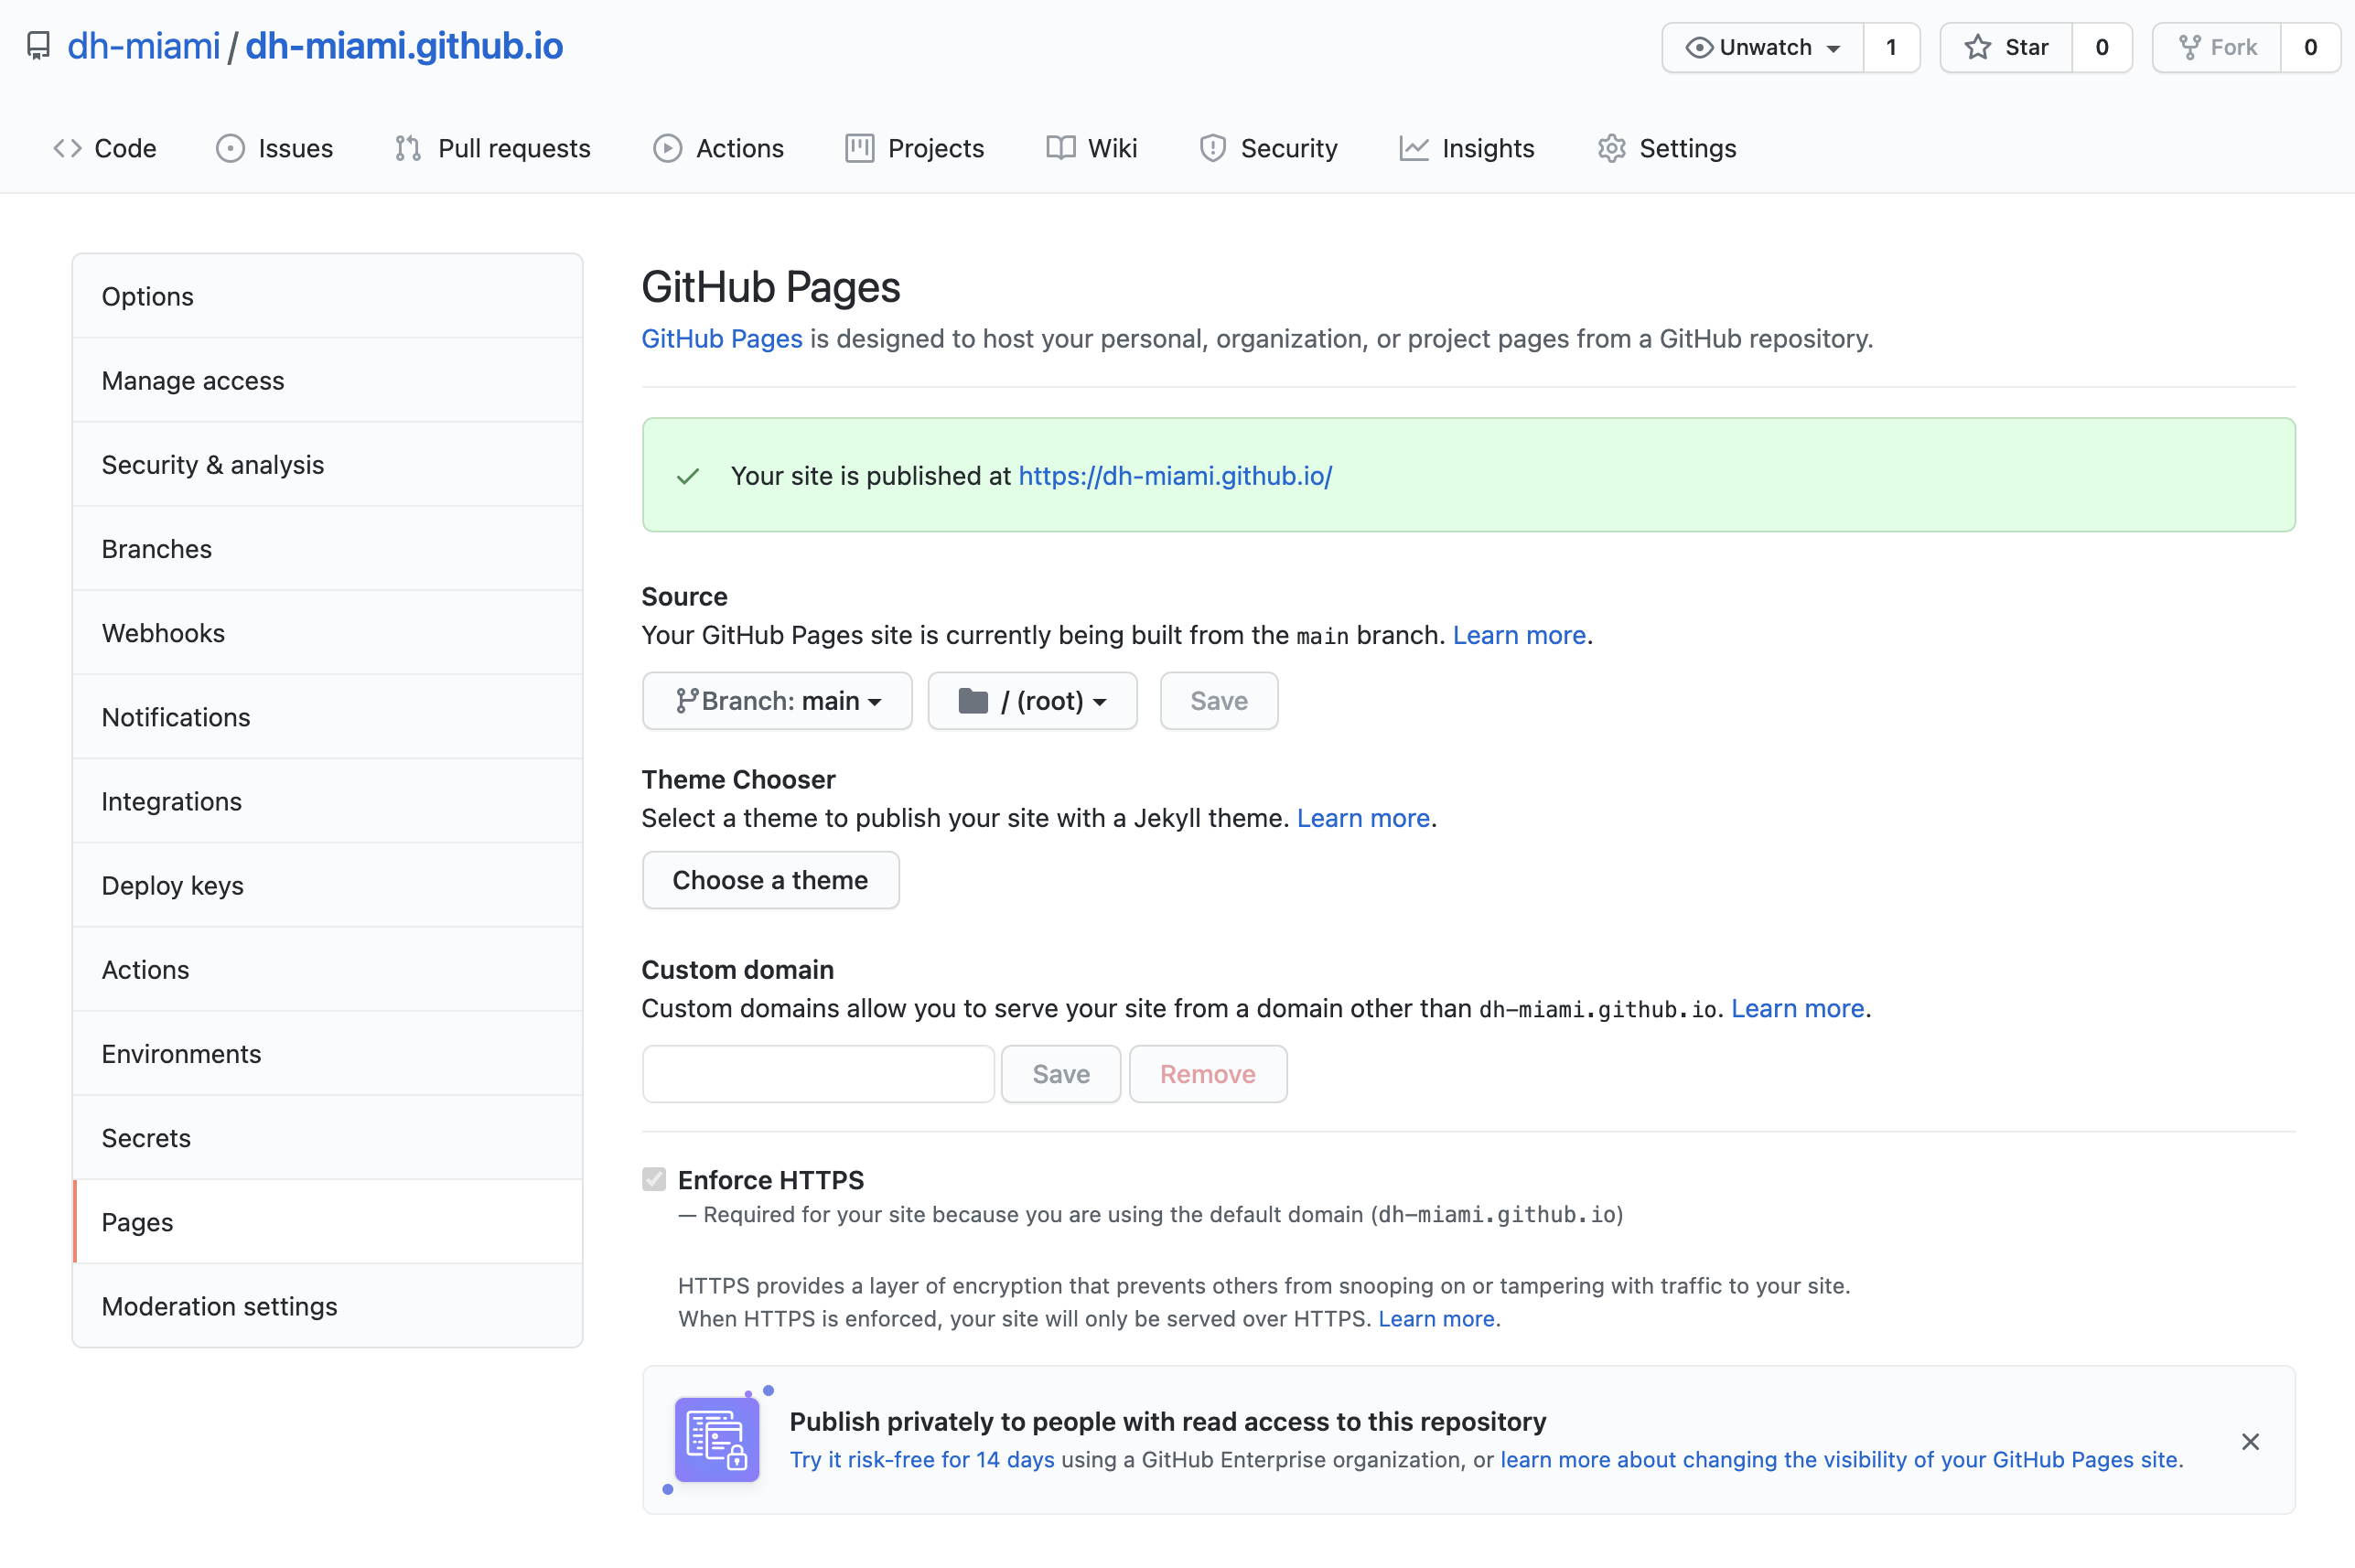 dh-miami / dh-miami.github.io
Unwatch 1 Star 0 Fork 0
Code Issues Pull requests Actions Projects Wiki Security Insights Settings
Options
Manage access
Security & analysis
Branches
Webhooks
Notifications
Integrations
Deploy keys
Actions
Environments
Secrets
Pages
Moderation settings
GitHub Pages
GitHub Pages is designed to host your personal, organization, or project pages from a GitHub repository.
Your site is published at https://dh-miami.github.io/
Source
Your GitHub Pages site is currently being built from the main branch. Learn more.
Branch: main / (root) Save
Theme Chooser
Select a theme to publish your site with a Jekyll theme. Learn more.
Choose a theme
Custom domain
Custom domains allow you to serve your site from a domain other than dh-miami.github.io. Learn more.
Save Remove
Enforce HTTPS
— Required for your site because you are using the default domain (dh-miami.github.io)
HTTPS provides a layer of encryption that prevents others from snooping on or tampering with traffic to your site.
When HTTPS is enforced, your site will only be served over HTTPS. Learn more.
Publish privately to people with read access to this repository
Try it risk-free for 14 days using a GitHub Enterprise organization, or learn more about changing the visibility of your GitHub Pages site.